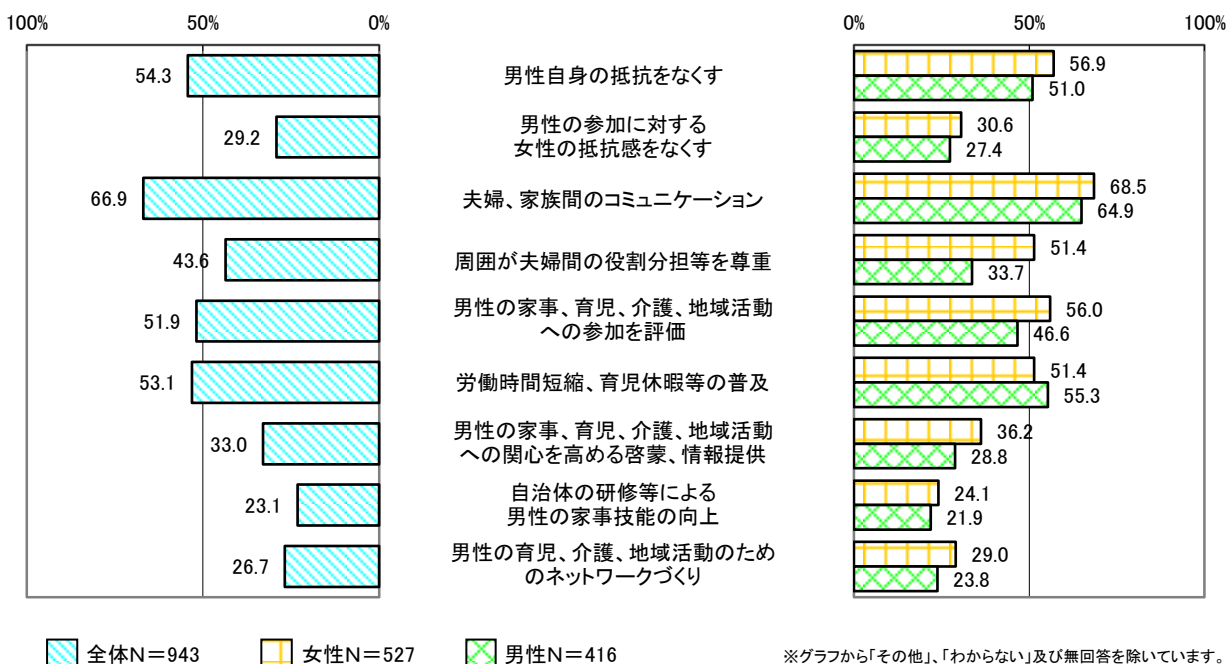 100% 50% 0% 0% 50% 100%
54.3 男性自身の抵抗をなくす 56.9
51.0
29.2 男性の参加に対する
女性の抵抗感をなくす 30.6
27.4
66.9 夫婦、家族間のコミュニケーション 68.5
64.9
43.6 周囲が夫婦間の役割分担等を尊重 51.4
33.7
51.9 男性の家事、育児、介護、地域活動
への参加を評価 56.0
46.6
53.1 労働時間短縮、育児休暇等の普及 51.4
55.3
33.0 男性の家事、育児、介護、地域活動
への関心を高める啓蒙、情報提供 36.2
28.8
23.1 自治体の研修等による
男性の家事技能の向上 24.1
21.9
26.7 男性の育児、介護、地域活動のため
のネットワークづくり 29.0
23.8
全体N=943 女性N=527 男性N=416 ※グラフから「その他」、「わからない」及び無回答を除いています。